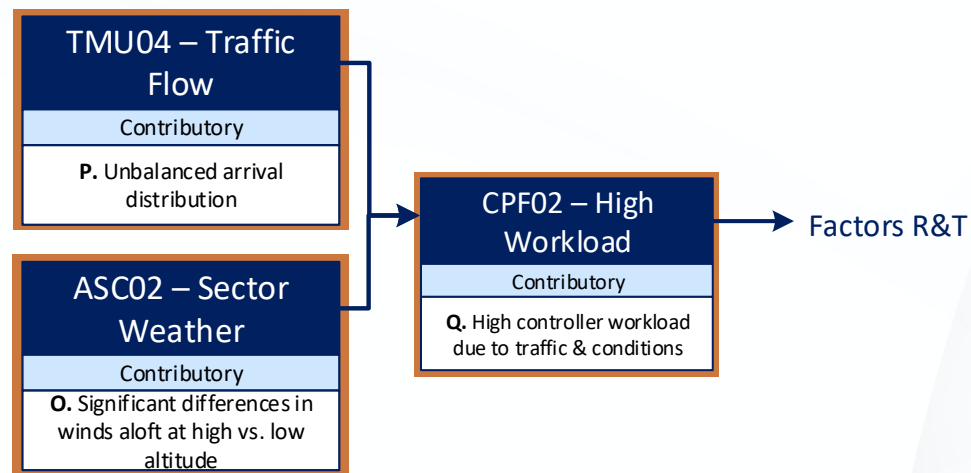 TMU04 – Traffic
Flow
Contributory
P. Unbalanced arrival
distribution
ASC02 – Sector
Weather
Contributory
O. Significant differences in
winds aloft at high vs. low
altitude
CPF02 – High
Workload
Contributory
Q. High controller workload
due to traffic & conditions
Factors R&T